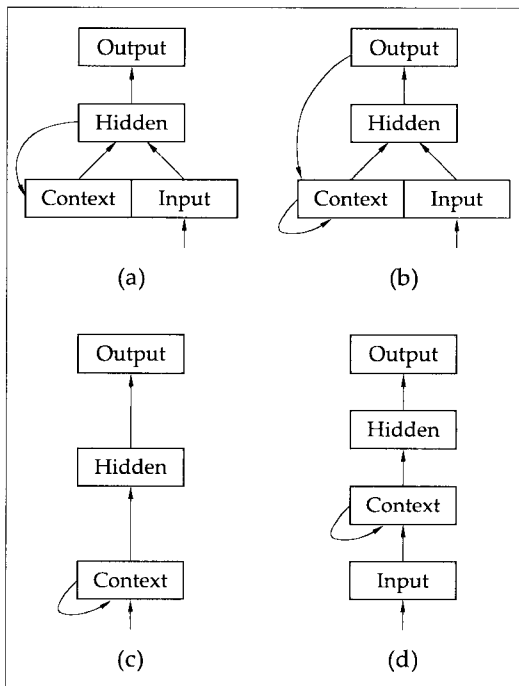 Output
Hidden
Context Input
(a)
Output
Hidden
Context Input
(b)
Output
Hidden
Context
(c)
Output
Hidden
Context
Input
(d)